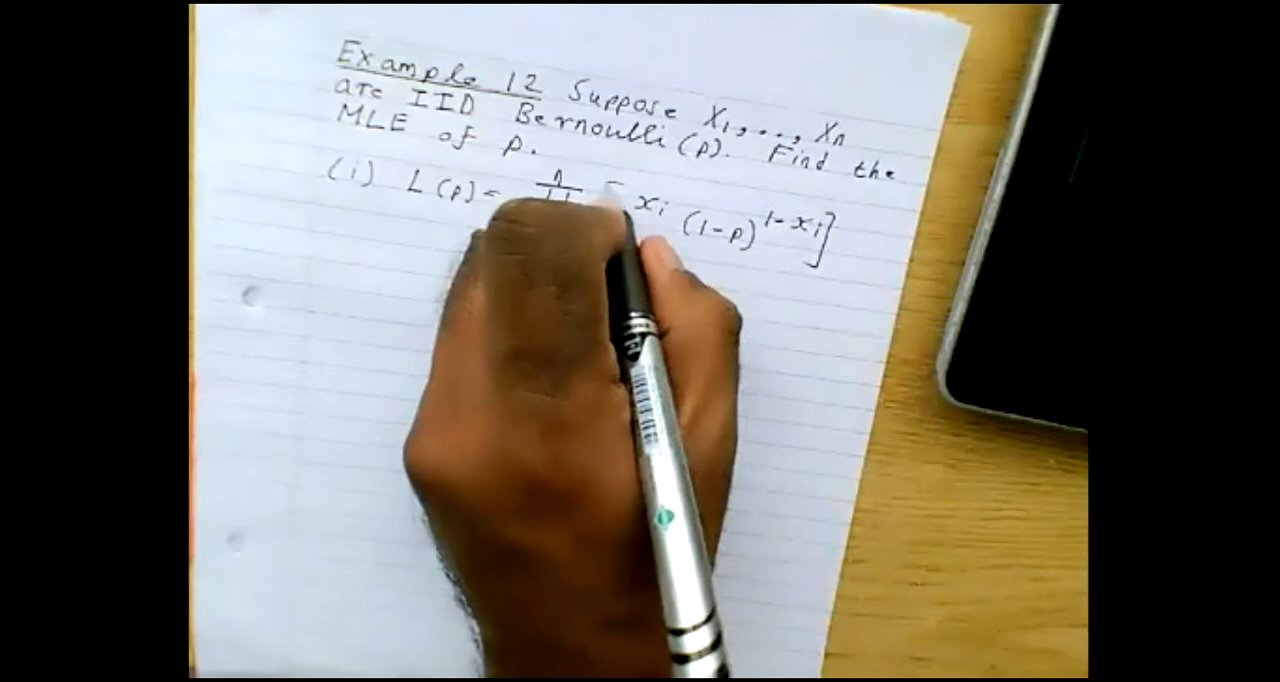 Example 12 Suppose X₁, ..., Xₙ
are IID Bernoulli (p). Find the
MLE of p.
(i) L(p) = ∏ⁿ [ xᵢ (1-p)^{1-xᵢ}]